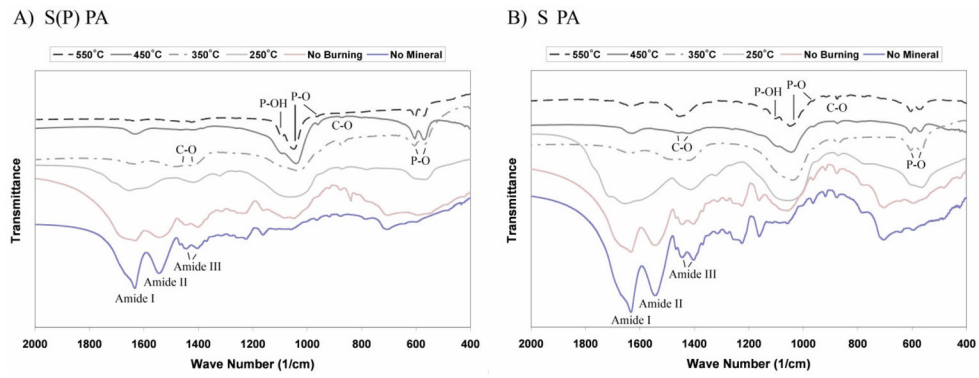 A) S(P) PA
550°C 450°C 350°C 250°C No Burning No Mineral
P-OH
P-O
C-O
C-O
P-O
Amide III
Amide II
Amide I
Transmittance
2000 1800 1600 1400 1200 1000 800 600 400
Wave Number (1/cm)
B) S PA
550°C 450°C 350°C 250°C No Burning No Mineral
P-OH
P-O
C-O
C-O
P-O
Amide III
Amide II
Amide I
Transmittance
2000 1800 1600 1400 1200 1000 800 600 400
Wave Number (1/cm)